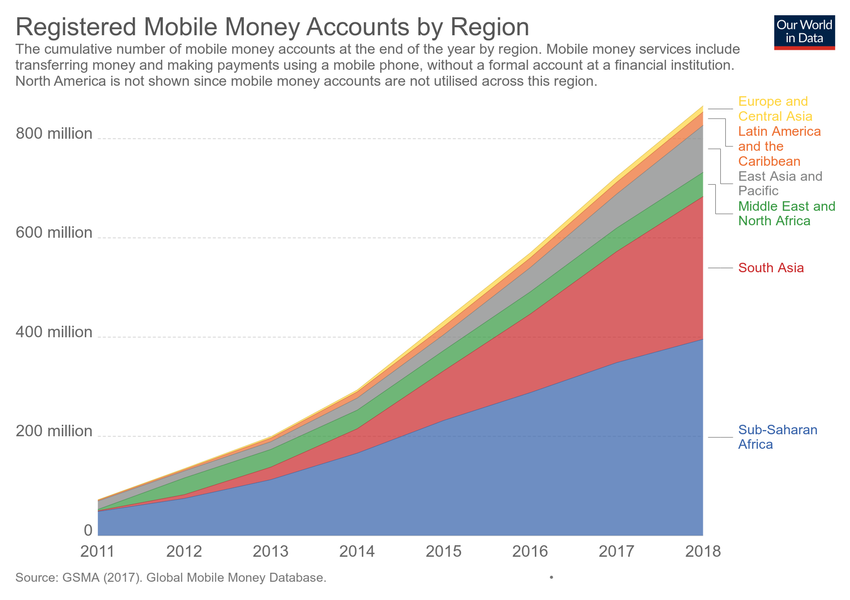 Registered Mobile Money Accounts by Region
Our World
in Data
The cumulative number of mobile money accounts at the end of the year by region. Mobile money services include
transferring money and making payments using a mobile phone, without a formal account at a financial institution.
North America is not shown since mobile money accounts are not utilised across this region.
800 million
600 million
400 million
200 million
0
Europe and
Central Asia
Latin America
and the
Caribbean
East Asia and
Pacific
Middle East and
North Africa
South Asia
Sub-Saharan
Africa
2011 2012 2013 2014 2015 2016 2017 2018
Source: GSMA (2017). Global Mobile Money Database.
•